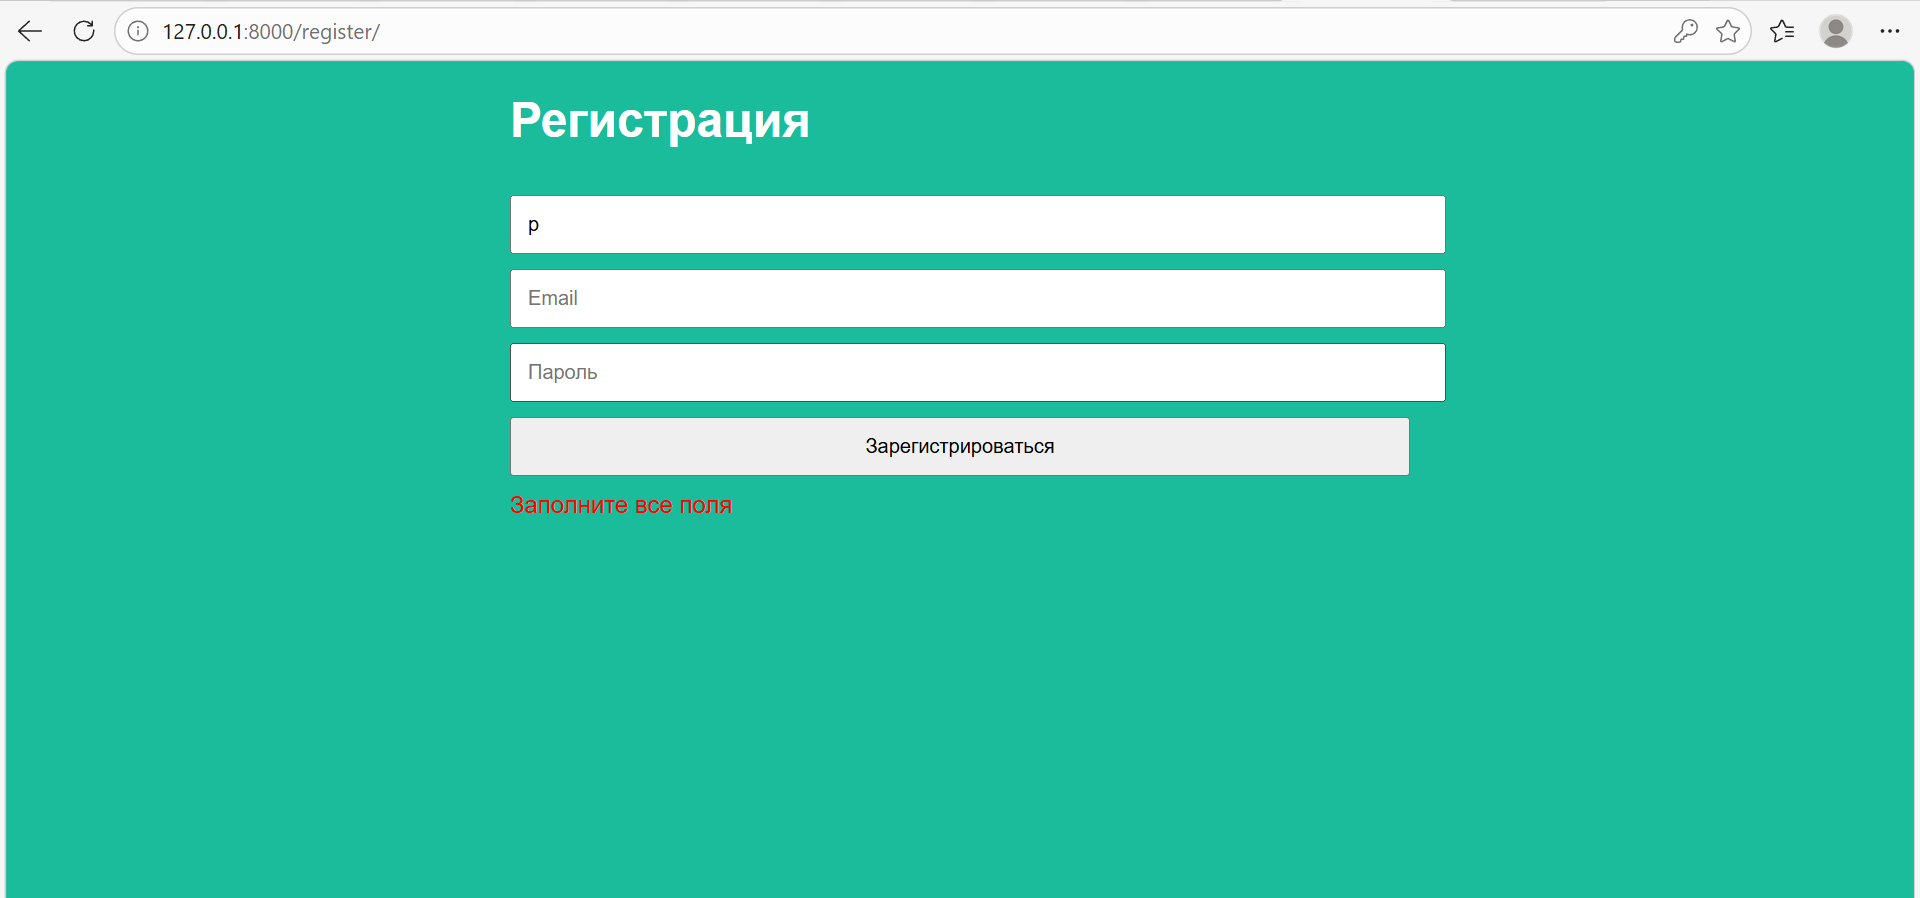 127.0.0.1:8000/register/
Регистрация
р
Email
Пароль
Зарегистрироваться
Заполните все поля